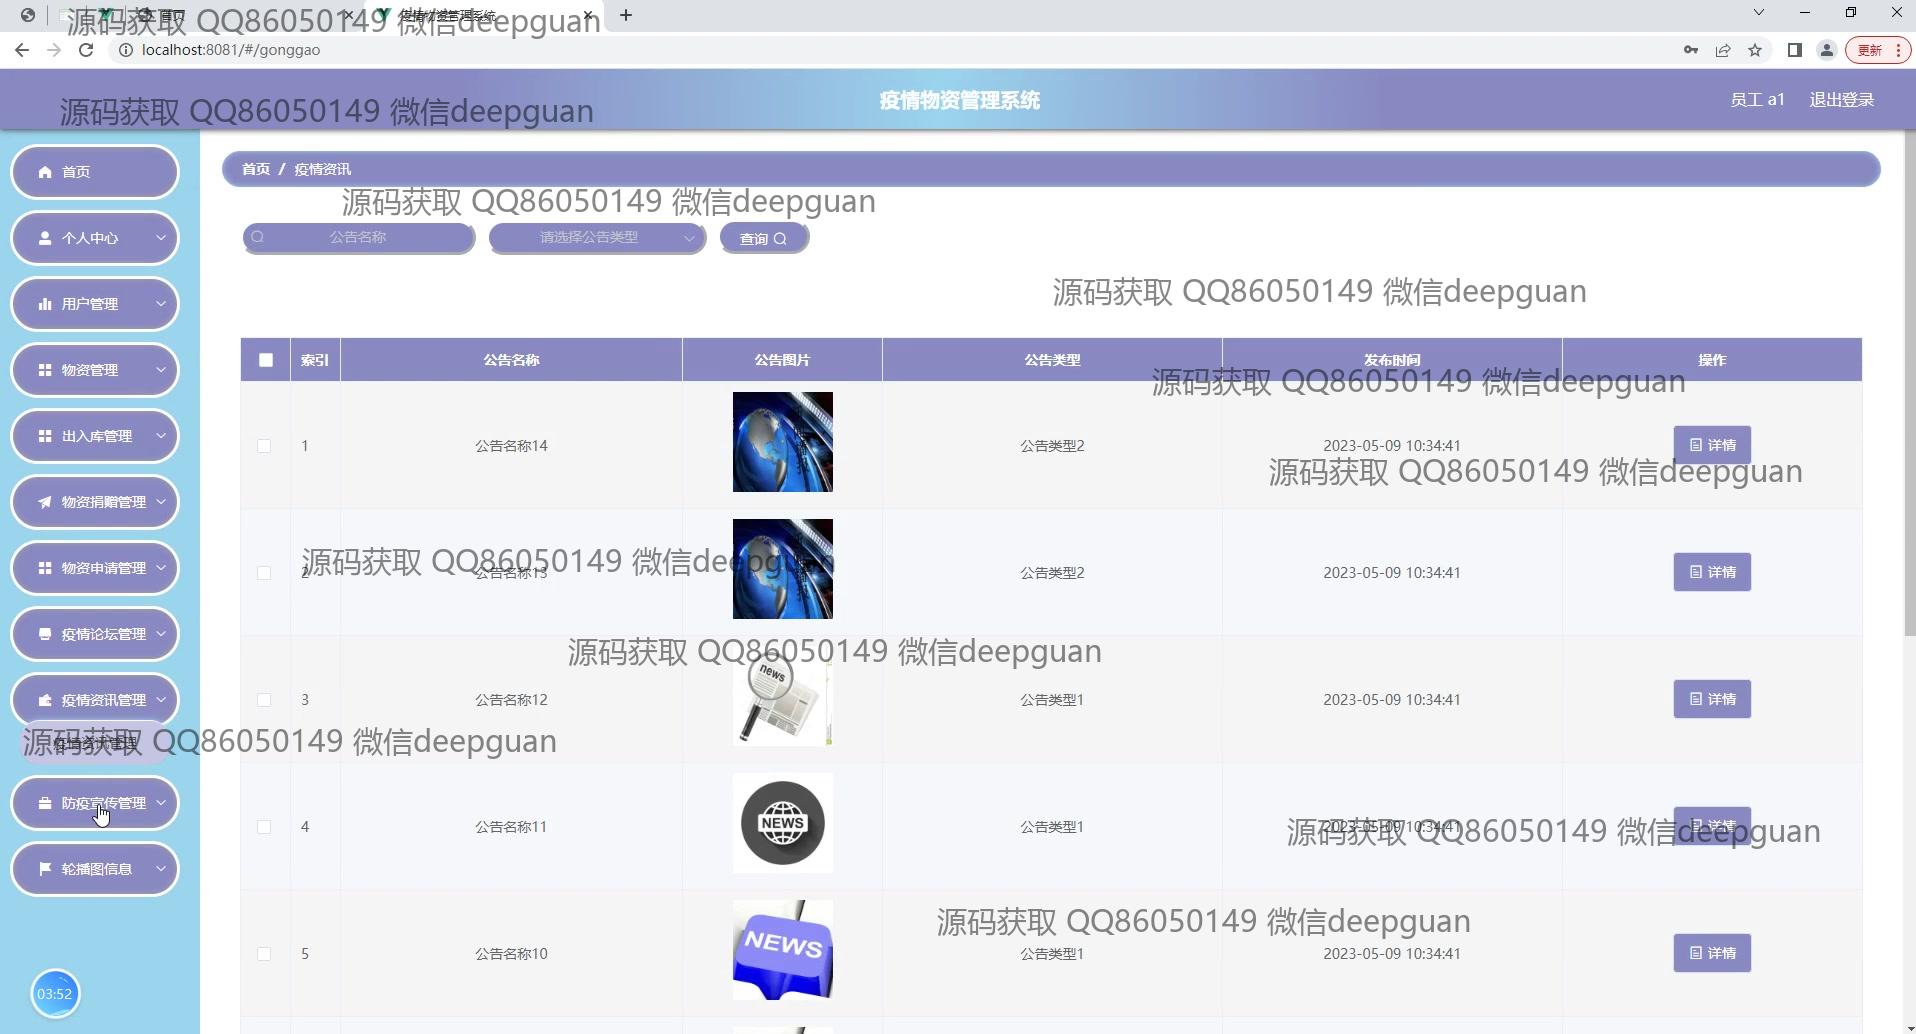 首页
疫情物资管理系统
源码获取 QQ86050149 微信deepguan
localhost:8081/#/gonggao
更新
疫情物资管理系统
员工 a1
退出登录
源码获取 QQ86050149 微信deepguan
首页
个人中心
用户管理
物资管理
出入库管理
物资捐赠管理
物资申请管理
疫情论坛管理
疫情资讯管理
疫情资讯管理
防疫宣传管理
轮播图信息
03:52
首页 / 疫情资讯
源码获取 QQ86050149 微信deepguan
公告名称
请选择公告类型
查询
源码获取 QQ86050149 微信deepguan
索引 公告名称 公告图片 公告类型 发布时间 操作
源码获取 QQ86050149 微信deepguan
1 公告名称14 公告类型2 2023-05-09 10:34:41 详情
源码获取 QQ86050149 微信deepguan
源码获取 QQ86050149 微信deepguan
2 公告名称13 公告类型2 2023-05-09 10:34:41 详情
源码获取 QQ86050149 微信deepguan
news
3 公告名称12 公告类型1 2023-05-09 10:34:41 详情
源码获取 QQ86050149 微信deepguan
NEWS
4 公告名称11 公告类型1 2023-05-09 10:34:41 详情
源码获取 QQ86050149 微信deepguan
源码获取 QQ86050149 微信deepguan
NEWS
5 公告名称10 公告类型1 2023-05-09 10:34:41 详情